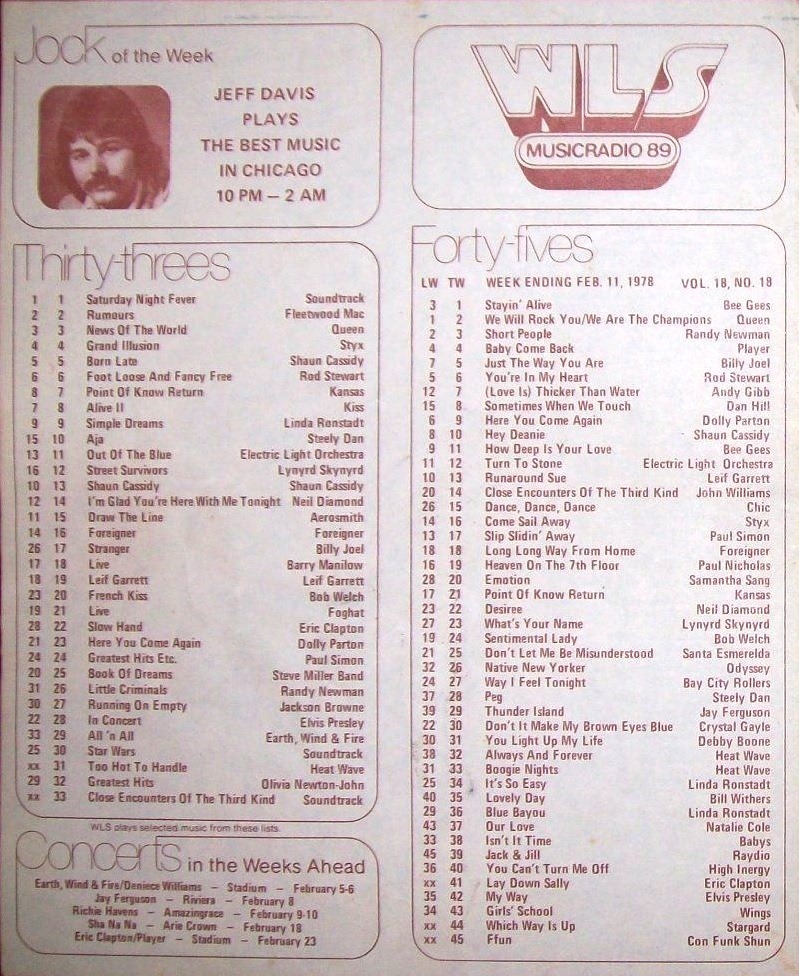 Jock of the Week
JEFF DAVIS
PLAYS
THE BEST MUSIC
IN CHICAGO
10 PM — 2 AM
WLS
MUSICRADIO 89
Thirty-threes
1 1 Saturday Night Fever Soundtrack
2 2 Rumours Fleetwood Mac
3 3 News Of The World Queen
4 4 Grand Illusion Styx
5 5 Born Late Shaun Cassidy
6 6 Foot Loose And Fancy Free Rod Stewart
8 7 Point Of Know Return Kansas
7 8 Alive II Kiss
9 9 Simple Dreams Linda Ronstadt
15 10 Aja Steely Dan
13 11 Out Of The Blue Electric Light Orchestra
16 12 Street Survivors Lynyrd Skynyrd
10 13 Shaun Cassidy Shaun Cassidy
12 14 I'm Glad You're Here With Me Tonight Neil Diamond
11 15 Draw The Line Aerosmith
14 16 Foreigner Foreigner
26 17 Stranger Billy Joel
17 18 Live Barry Manilow
18 19 Leif Garrett Leif Garrett
23 20 French Kiss Bob Welch
19 21 Live Foghat
28 22 Slow Hand Eric Clapton
21 23 Here You Come Again Dolly Parton
24 24 Greatest Hits Etc. Paul Simon
20 25 Book Of Dreams Steve Miller Band
31 26 Little Criminals Randy Newman
30 27 Running On Empty Jackson Browne
22 28 In Concert Elvis Presley
33 29 All 'n All Earth, Wind & Fire
25 30 Star Wars Soundtrack
xx 31 Too Hot To Handle Heat Wave
29 32 Greatest Hits Olivia Newton-John
xx 33 Close Encounters Of The Third Kind Soundtrack
WLS plays selected music from these lists.
Concerts in the Weeks Ahead
Earth, Wind & Fire/Deniece Williams — Stadium — February 5-6
Jay Ferguson — Riviera — February 8
Richie Havens — Amazingrace — February 9-10
Sha Na Na — Arie Crown — February 18
Eric Clapton/Player — Stadium — February 23
Forty-fives
LW TW WEEK ENDING FEB. 11, 1978 VOL. 18, NO. 18
3 1 Stayin' Alive Bee Gees
1 2 We Will Rock You/We Are The Champions Queen
2 3 Short People Randy Newman
4 4 Baby Come Back Player
7 5 Just The Way You Are Billy Joel
5 6 You're In My Heart Rod Stewart
12 7 (Love Is) Thicker Than Water Andy Gibb
15 8 Sometimes When We Touch Dan Hill
6 9 Here You Come Again Dolly Parton
8 10 Hey Deanie Shaun Cassidy
9 11 How Deep Is Your Love Bee Gees
11 12 Turn To Stone Electric Light Orchestra
10 13 Runaround Sue Leif Garrett
20 14 Close Encounters Of The Third Kind John Williams
26 15 Dance, Dance, Dance Chic
14 16 Come Sail Away Styx
13 17 Slip Slidin' Away Paul Simon
18 18 Long Long Way From Home Foreigner
16 19 Heaven On The 7th Floor Paul Nicholas
28 20 Emotion Samantha Sang
17 21 Point Of Know Return Kansas
23 22 Desiree Neil Diamond
27 23 What's Your Name Lynyrd Skynyrd
19 24 Sentimental Lady Bob Welch
21 25 Don't Let Me Be Misunderstood Santa Esmerelda
32 26 Native New Yorker Odyssey
24 27 Way I Feel Tonight Bay City Rollers
37 28 Peg Steely Dan
39 29 Thunder Island Jay Ferguson
22 30 Don't It Make My Brown Eyes Blue Crystal Gayle
30 31 You Light Up My Life Debby Boone
38 32 Always And Forever Heat Wave
31 33 Boogie Nights Heat Wave
25 34 It's So Easy Linda Ronstadt
40 35 Lovely Day Bill Withers
29 36 Blue Bayou Linda Ronstadt
43 37 Our Love Natalie Cole
33 38 Isn't It Time Babys
45 39 Jack & Jill Raydio
36 40 You Can't Turn Me Off High Inergy
xx 41 Lay Down Sally Eric Clapton
35 42 My Way Elvis Presley
34 43 Girls' School Wings
xx 44 Which Way Is Up Stargard
xx 45 Ffun Con Funk Shun